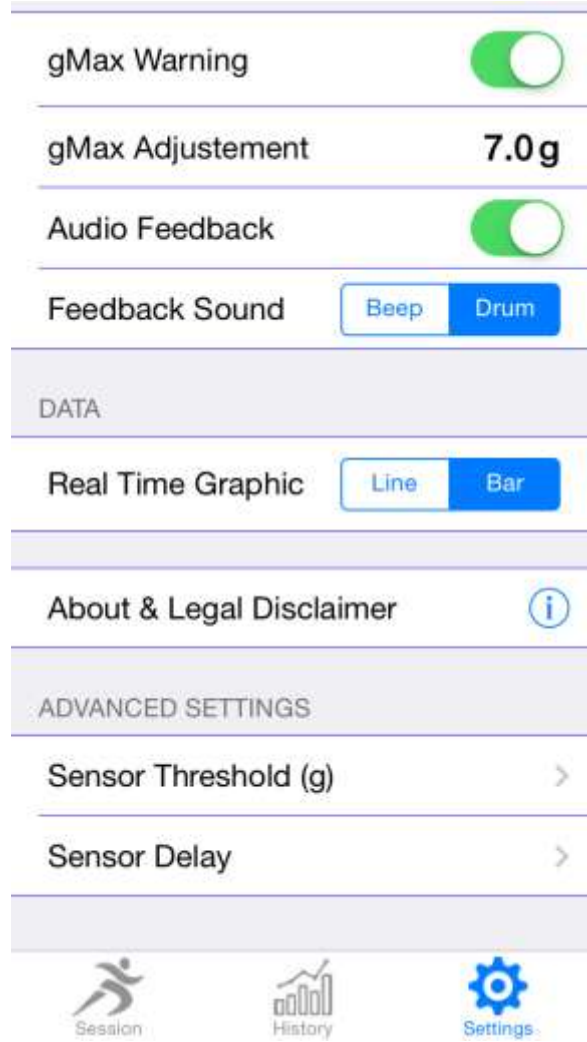 gMax Warning
gMax Adjustement 7.0 g
Audio Feedback
Feedback Sound Beep Drum
DATA
Real Time Graphic Line Bar
About & Legal Disclaimer i
ADVANCED SETTINGS
Sensor Threshold (g)
Sensor Delay
Session History Settings